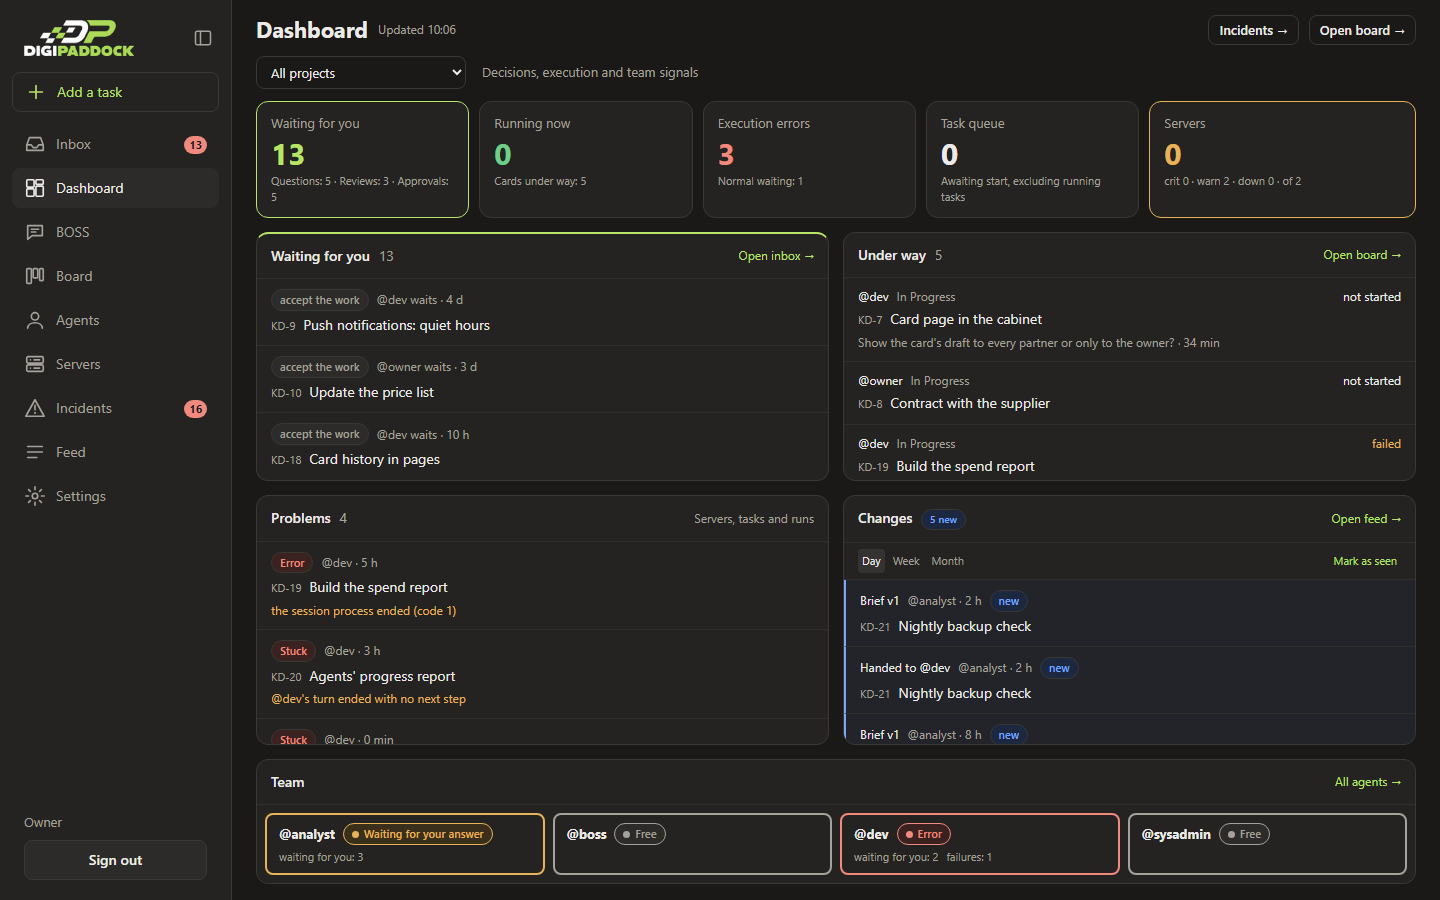 DIGIPADDOCK
Add a task
Inbox 13
Dashboard
BOSS
Board
Agents
Servers
Incidents 16
Feed
Settings
Owner
Sign out
Dashboard Updated 10:06
Incidents →
Open board →
All projects
Decisions, execution and team signals
Waiting for you
13
Questions: 5 · Reviews: 3 · Approvals:
5
Running now
0
Cards under way: 5
Execution errors
3
Normal waiting: 1
Task queue
0
Awaiting start, excluding running
tasks
Servers
0
crit 0 · warn 2 · down 0 · of 2
Waiting for you 13 Open inbox →
accept the work @dev waits · 4 d
KD-9 Push notifications: quiet hours
accept the work @owner waits · 3 d
KD-10 Update the price list
accept the work @dev waits · 10 h
KD-18 Card history in pages
Under way 5 Open board →
@dev In Progress not started
KD-7 Card page in the cabinet
Show the card's draft to every partner or only to the owner? · 34 min
@owner In Progress not started
KD-8 Contract with the supplier
@dev In Progress failed
KD-19 Build the spend report
Problems 4 Servers, tasks and runs
Error @dev · 5 h
KD-19 Build the spend report
the session process ended (code 1)
Stuck @dev · 3 h
KD-20 Agents' progress report
@dev's turn ended with no next step
Stuck @dev · 0 min
Changes 5 new Open feed →
Day Week Month Mark as seen
Brief v1 @analyst · 2 h new
KD-21 Nightly backup check
Handed to @dev @analyst · 2 h new
KD-21 Nightly backup check
Brief v1 @analyst · 8 h new
Team All agents →
@analyst Waiting for your answer
waiting for you: 3
@boss Free
@dev Error
waiting for you: 2 failures: 1
@sysadmin Free